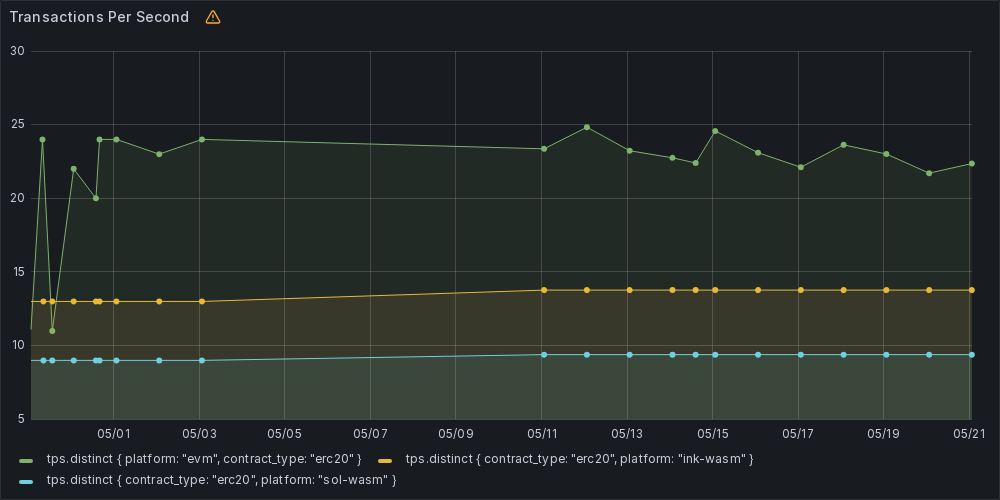 Transactions Per Second
30
25
20
15
10
5
05/01 05/03 05/05 05/07 05/09 05/11 05/13 05/15 05/17 05/19 05/21
tps.distinct { platform: "evm", contract_type: "erc20" } tps.distinct { contract_type: "erc20", platform: "ink-wasm" }
tps.distinct { contract_type: "erc20", platform: "sol-wasm" }